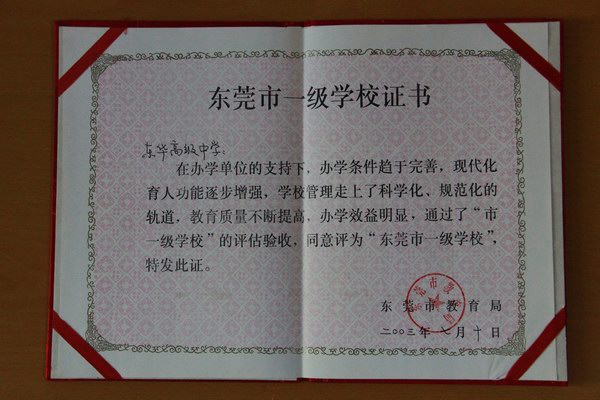 东莞市一级学校证书
东华高级中学:
在办学单位的支持下，办学条件趋于完善，现代化
育人功能逐步增强，学校管理走上了科学化、规范化的
轨道，教育质量不断提高，办学效益明显，通过了“市
一级学校”的评估验收，同意评为“东莞市一级学校”，
特发此证。
东莞市教育局
二〇〇三年七月十日